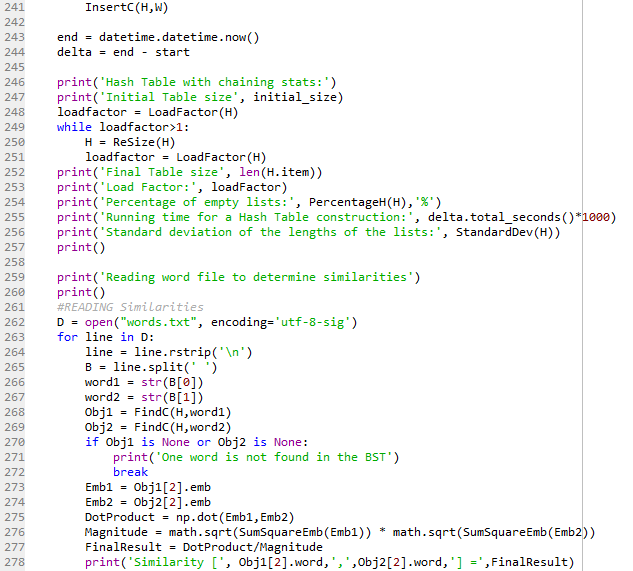 241         InsertC(H,W)
242
243     end = datetime.datetime.now()
244     delta = end - start
245
246     print('Hash Table with chaining stats:')
247     print('Initial Table size', initial_size)
248     loadfactor = LoadFactor(H)
249     while loadfactor>1:
250         H = ReSize(H)
251         loadfactor = LoadFactor(H)
252     print('Final Table size', len(H.item))
253     print('Load Factor:', loadFactor)
254     print('Percentage of empty lists:', PercentageH(H),'%')
255     print('Running time for a Hash Table construction:', delta.total_seconds()*1000)
256     print('Standard deviation of the lengths of the lists:', StandardDev(H))
257     print()
258
259     print('Reading word file to determine similarities')
260     print()
261     #READING Similarities
262     D = open("words.txt", encoding='utf-8-sig')
263     for line in D:
264         line = line.rstrip('\n')
265         B = line.split(' ')
266         word1 = str(B[0])
267         word2 = str(B[1])
268         Obj1 = FindC(H,word1)
269         Obj2 = FindC(H,word2)
270         if Obj1 is None or Obj2 is None:
271             print('One word is not found in the BST')
272             break
273         Emb1 = Obj1[2].emb
274         Emb2 = Obj2[2].emb
275         DotProduct = np.dot(Emb1,Emb2)
276         Magnitude = math.sqrt(SumSquareEmb(Emb1)) * math.sqrt(SumSquareEmb(Emb2))
277         FinalResult = DotProduct/Magnitude
278         print('Similarity [', Obj1[2].word,',',Obj2[2].word,'] =',FinalResult)